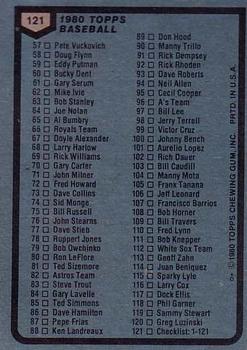 121
1980 TOPPS
BASEBALL
57 Pete Vuckovich
58 Doug Flynn
59 Eddy Putman
60 Bucky Dent
61 Gary Serum
62 Mike Ivie
63 Bob Stanley
64 Joe Nolan
65 Al Bumbry
66 Royals Team
67 Doyle Alexander
68 Larry Harlow
69 Rick Williams
70 Gary Carter
71 John Milner
72 Fred Howard
73 Dave Collins
74 Sid Monge
75 Bill Russell
76 John Stearns
77 Dave Stieb
78 Ruppert Jones
79 Bob Owchinko
80 Ron LeFlore
81 Ted Sizemore
82 Astros Team
83 Steve Trout
84 Gary Lavelle
85 Ted Simmons
86 Dave Hamilton
87 Pepe Frias
88 Ken Landreaux
89 Don Hood
90 Manny Trillo
91 Rick Dempsey
92 Rick Rhoden
93 Dave Roberts
94 Neil Allen
95 Cecil Cooper
96 A's Team
97 Bill Lee
98 Jerry Terrell
99 Victor Cruz
100 Johnny Bench
101 Aurelio Lopez
102 Rich Dauer
103 Bill Caudill
104 Manny Mota
105 Frank Tanana
106 Jeff Leonard
107 Francisco Barrios
108 Bob Horner
109 Bill Travers
110 Fred Lynn
111 Bob Knepper
112 White Sox Team
113 Geoff Zahn
114 Juan Beniquez
115 Sparky Lyle
116 Larry Cox
117 Dock Ellis
118 Phil Garner
119 Sammy Stewart
120 Greg Luzinski
121 Checklist: 1-121
© 1980 TOPPS CHEWING GUM, INC. PRTD. IN U.S.A.